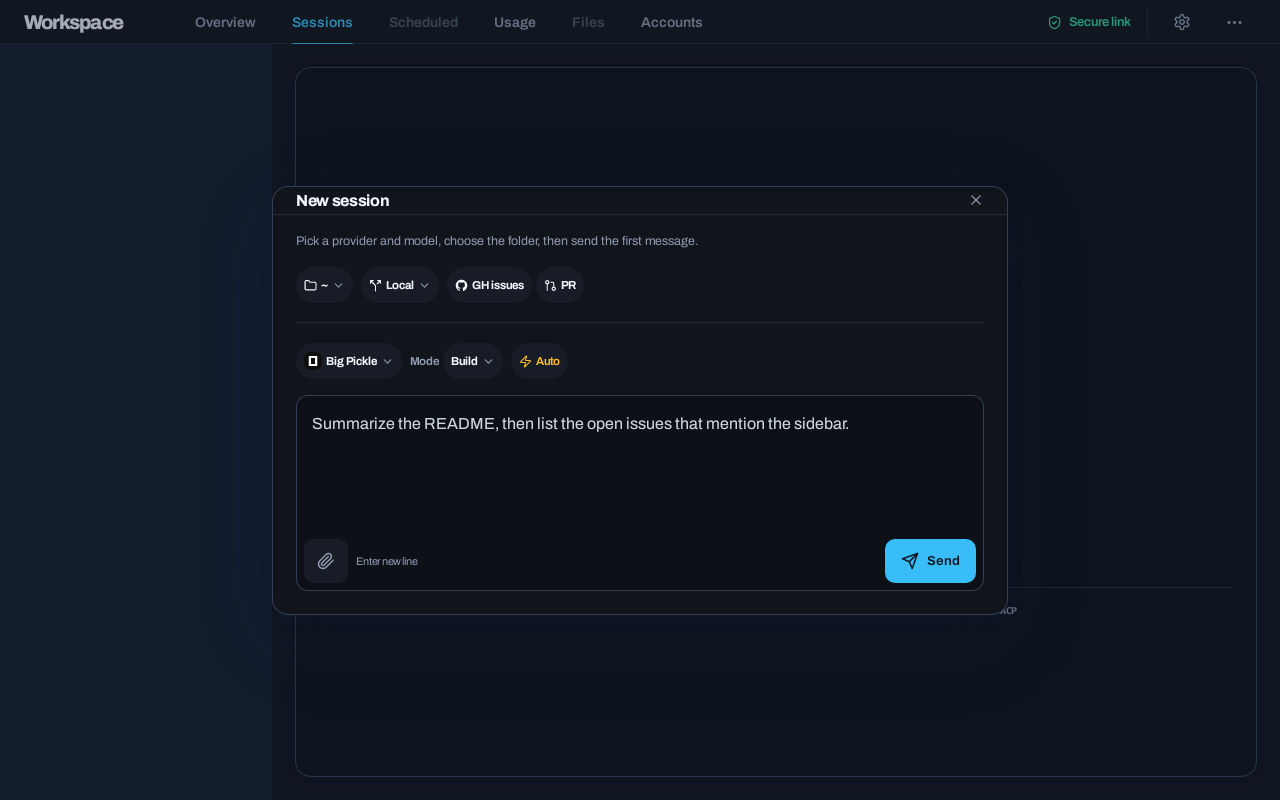 Workspace Overview Sessions Scheduled Usage Files Accounts Secure link
New session
Pick a provider and model, choose the folder, then send the first message.
~ Local GH issues PR
Big Pickle Mode Build Auto
Summarize the README, then list the open issues that mention the sidebar.
Enter new line Send
ACP